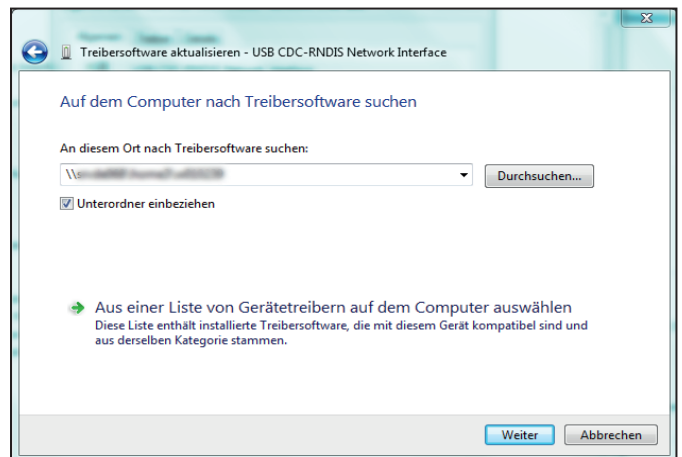 Treibersoftware aktualisieren - USB CDC-RNDIS Network Interface
Auf dem Computer nach Treibersoftware suchen
An diesem Ort nach Treibersoftware suchen:
\\
Durchsuchen...
Unterordner einbeziehen
Aus einer Liste von Gerätetreibern auf dem Computer auswählen
Diese Liste enthält installierte Treibersoftware, die mit diesem Gerät kompatibel sind und
aus derselben Kategorie stammen.
Weiter
Abbrechen